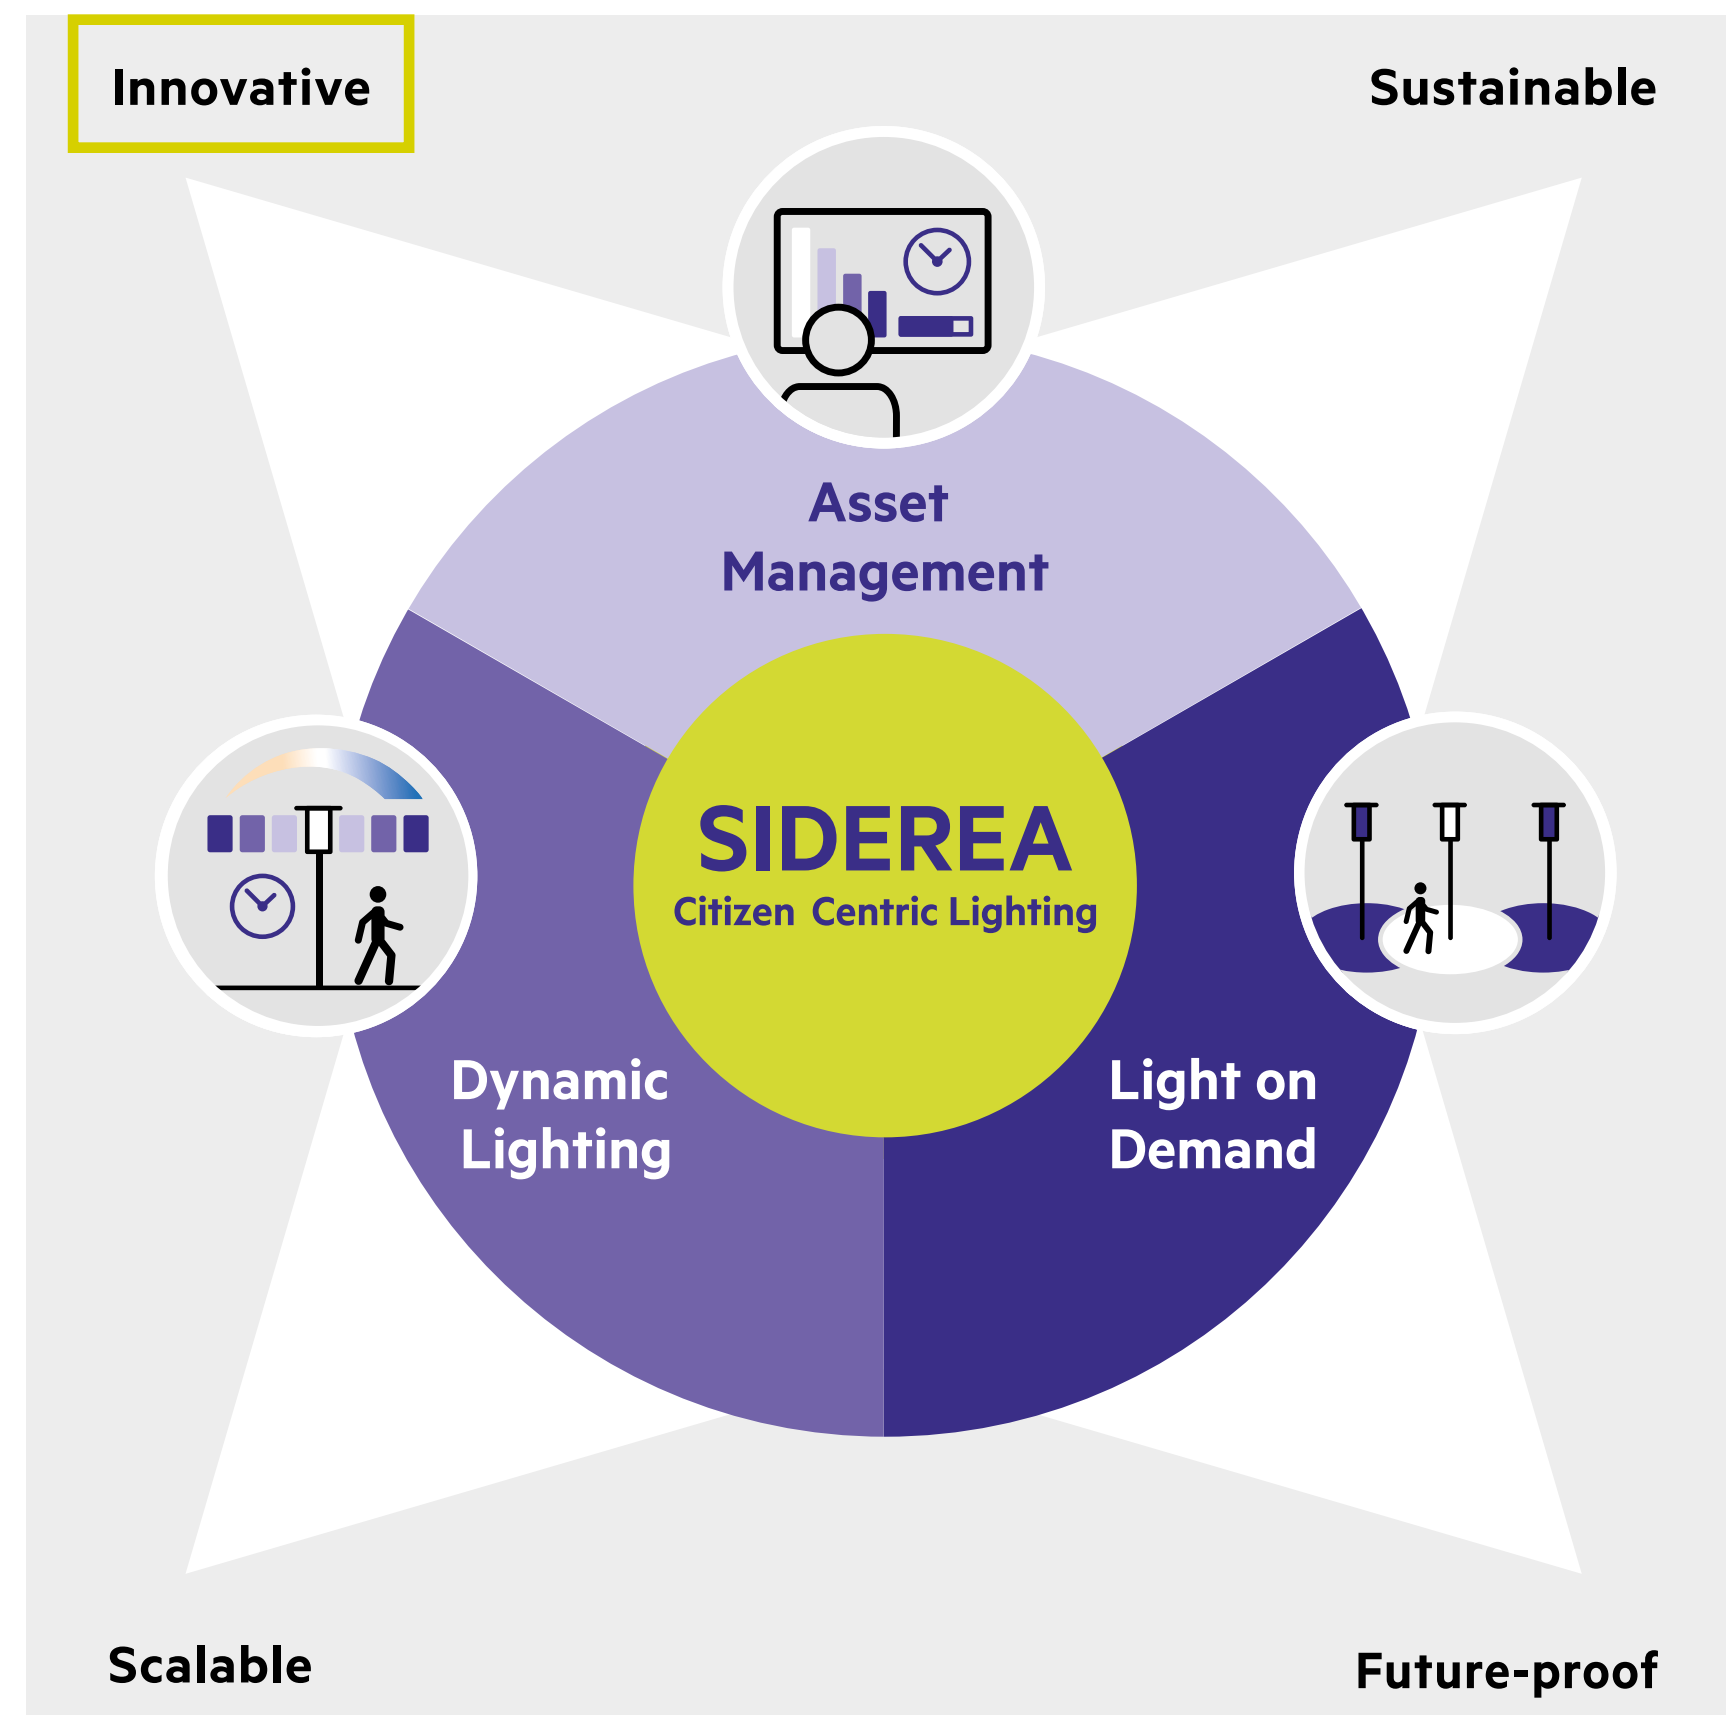 Innovative
Sustainable
Asset
Management
SIDEREA
Citizen Centric Lighting
Dynamic
Lighting
Light on
Demand
Scalable
Future-proof